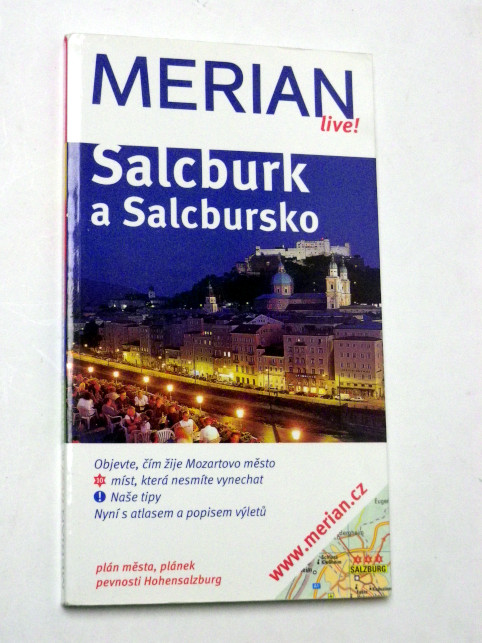 MERIAN
live!
Salcburk
a Salcbursko
Objevte, čím žije Mozartovo město
10 míst, která nesmíte vynechat
! Naše tipy
Nyní s atlasem a popisem výletů
www.merian.cz
plán města, plánek
pevnosti Hohensalzburg
SALZBURG